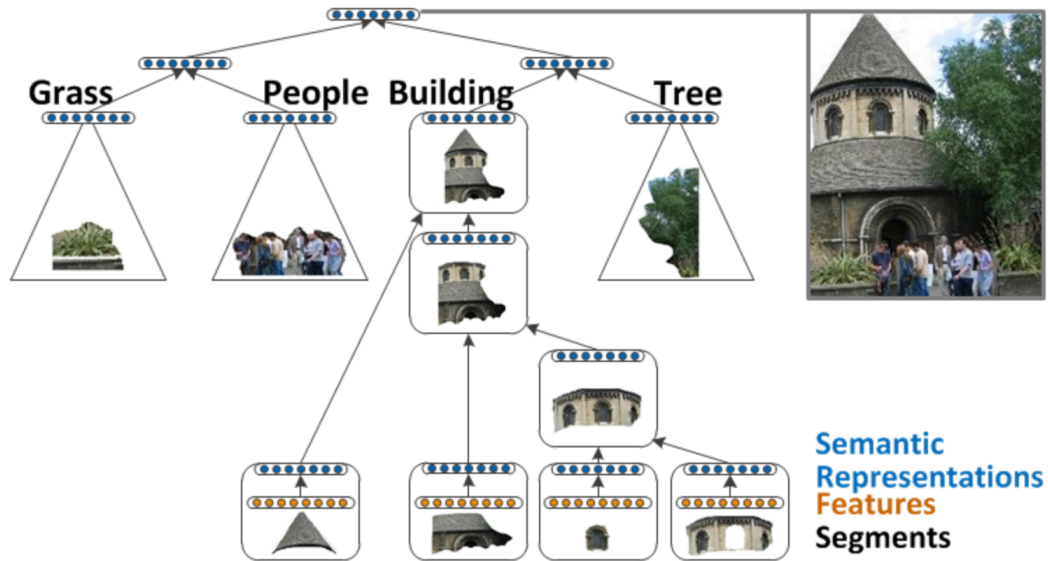 Grass
People
Building
Tree
Semantic
Representations
Features
Segments